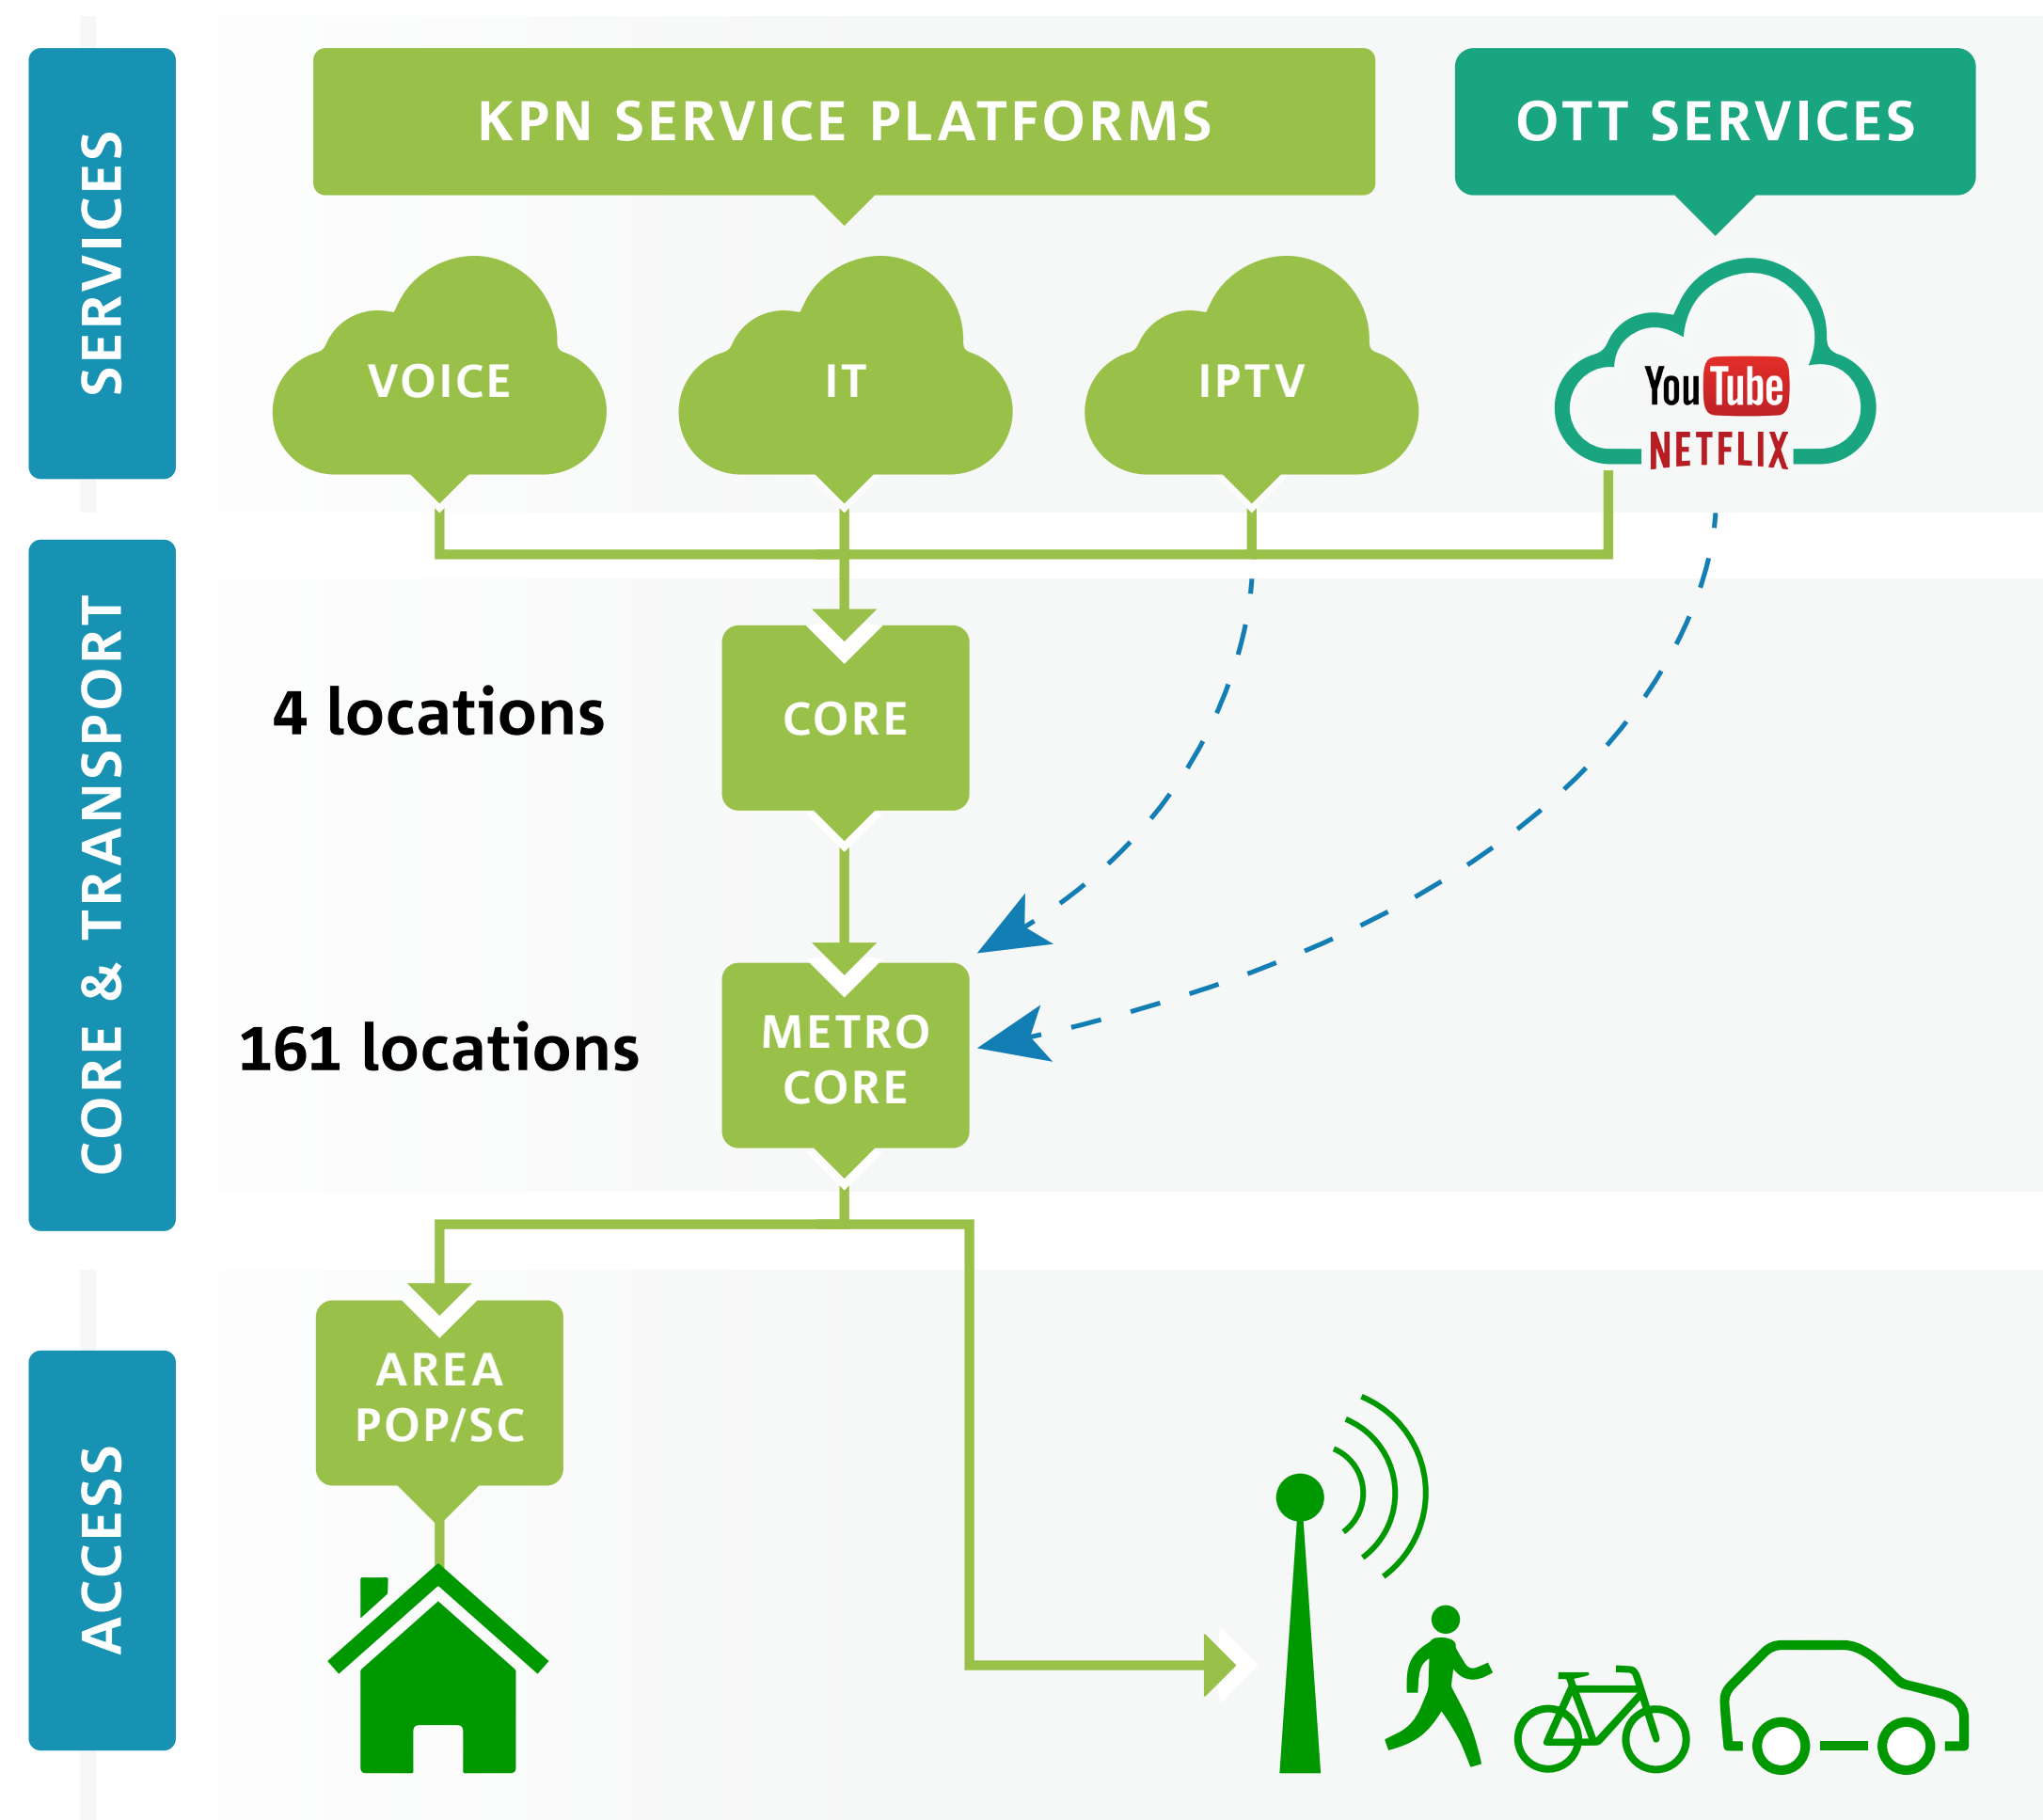 SERVICES
KPN SERVICE PLATFORMS
OTT SERVICES
VOICE
IT
IPTV
YouTube
NETFLIX
CORE & TRANSPORT
4 locations
CORE
161 locations
METRO
CORE
ACCESS
AREA
POP/SC